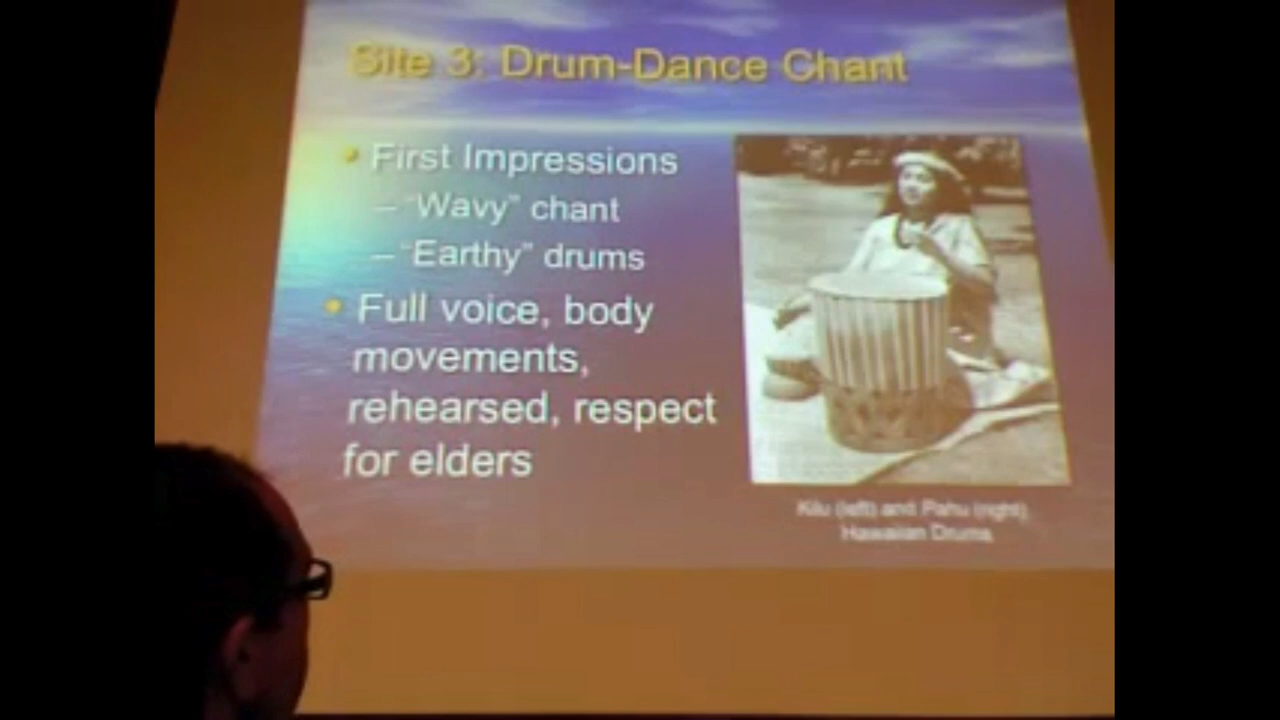 Site 3: Drum-Dance Chant
• First Impressions
– "Wavy" chant
– "Earthy" drums
• Full voice, body
movements,
rehearsed, respect
for elders
Kilu (left) and Pahu (right)
Hawaiian Drums